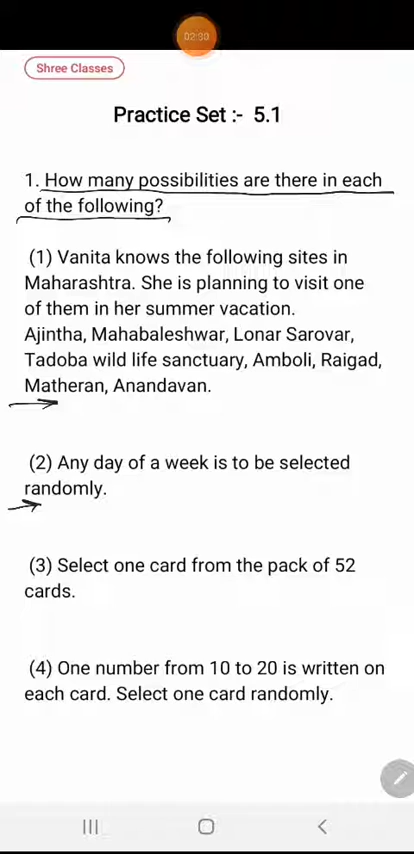 02:30
Shree Classes
Practice Set :- 5.1
1. How many possibilities are there in each
of the following?
(1) Vanita knows the following sites in
Maharashtra. She is planning to visit one
of them in her summer vacation.
Ajintha, Mahabaleshwar, Lonar Sarovar,
Tadoba wild life sanctuary, Amboli, Raigad,
Matheran, Anandavan.
(2) Any day of a week is to be selected
randomly.
(3) Select one card from the pack of 52
cards.
(4) One number from 10 to 20 is written on
each card. Select one card randomly.